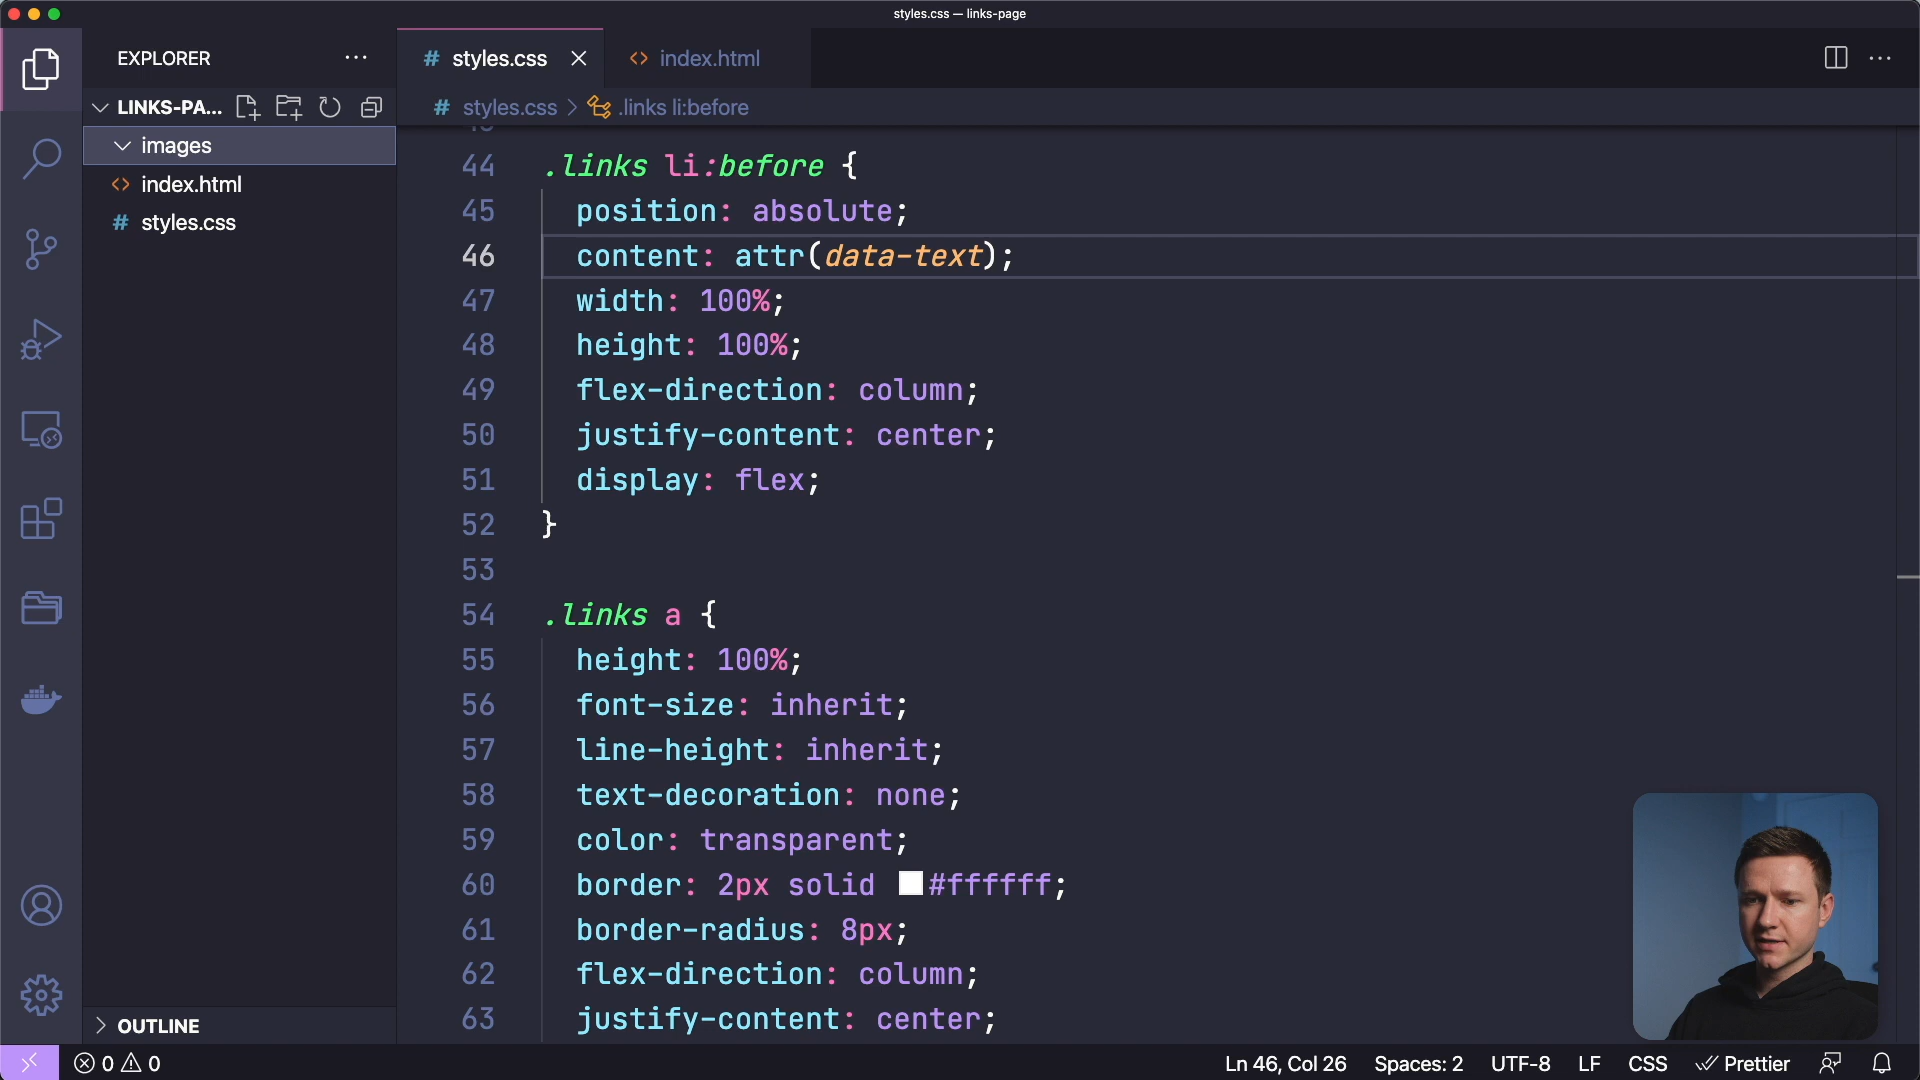 styles.css — links-page
EXPLORER
LINKS-PA...
images
index.html
# styles.css
OUTLINE
# styles.css
<> index.html
# styles.css > .links li:before
44 .links li:before {
45 position: absolute;
46 content: attr(data-text);
47 width: 100%;
48 height: 100%;
49 flex-direction: column;
50 justify-content: center;
51 display: flex;
52 }
53
54 .links a {
55 height: 100%;
56 font-size: inherit;
57 line-height: inherit;
58 text-decoration: none;
59 color: transparent;
60 border: 2px solid #ffffff;
61 border-radius: 8px;
62 flex-direction: column;
63 justify-content: center;
0 0 Ln 46, Col 26 Spaces: 2 UTF-8 LF CSS Prettier